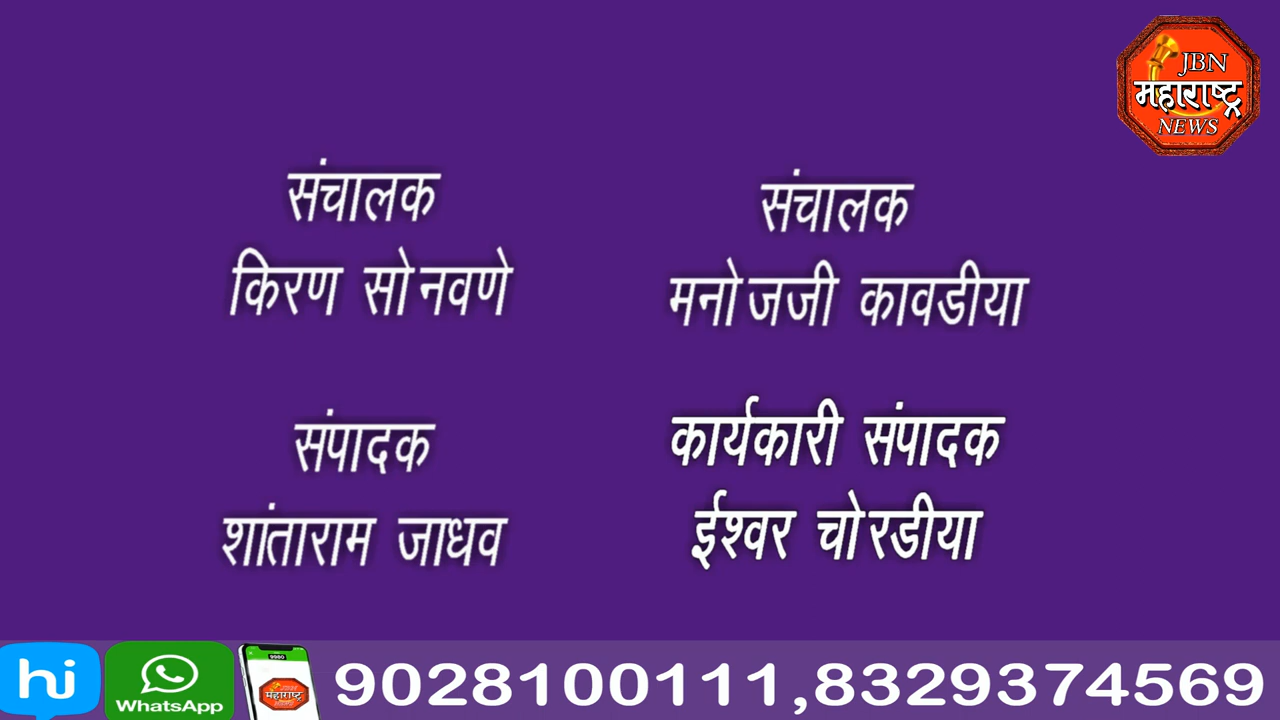 JBN
महाराष्ट्र
NEWS
संचालक
किरण सोनवणे
संचालक
मनोजजी कावडीया
संपादक
शांताराम जाधव
कार्यकारी संपादक
ईश्वर चोरडीया
hi
WhatsApp
महाराष्ट्र
9028100111,8329374569